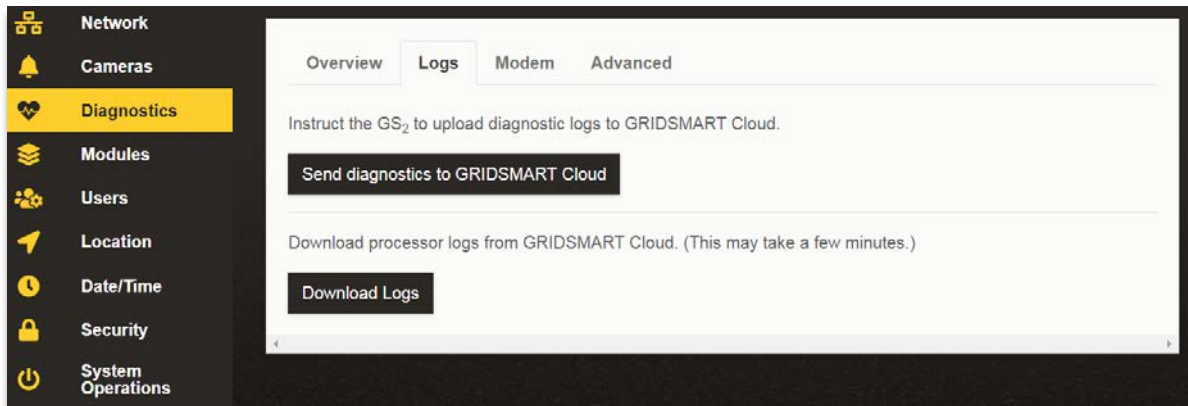 Network
Cameras
Diagnostics
Modules
Users
Location
Date/Time
Security
System
Operations
Overview Logs Modem Advanced
Instruct the GS₂ to upload diagnostic logs to GRIDSMART Cloud.
Send diagnostics to GRIDSMART Cloud
Download processor logs from GRIDSMART Cloud. (This may take a few minutes.)
Download Logs